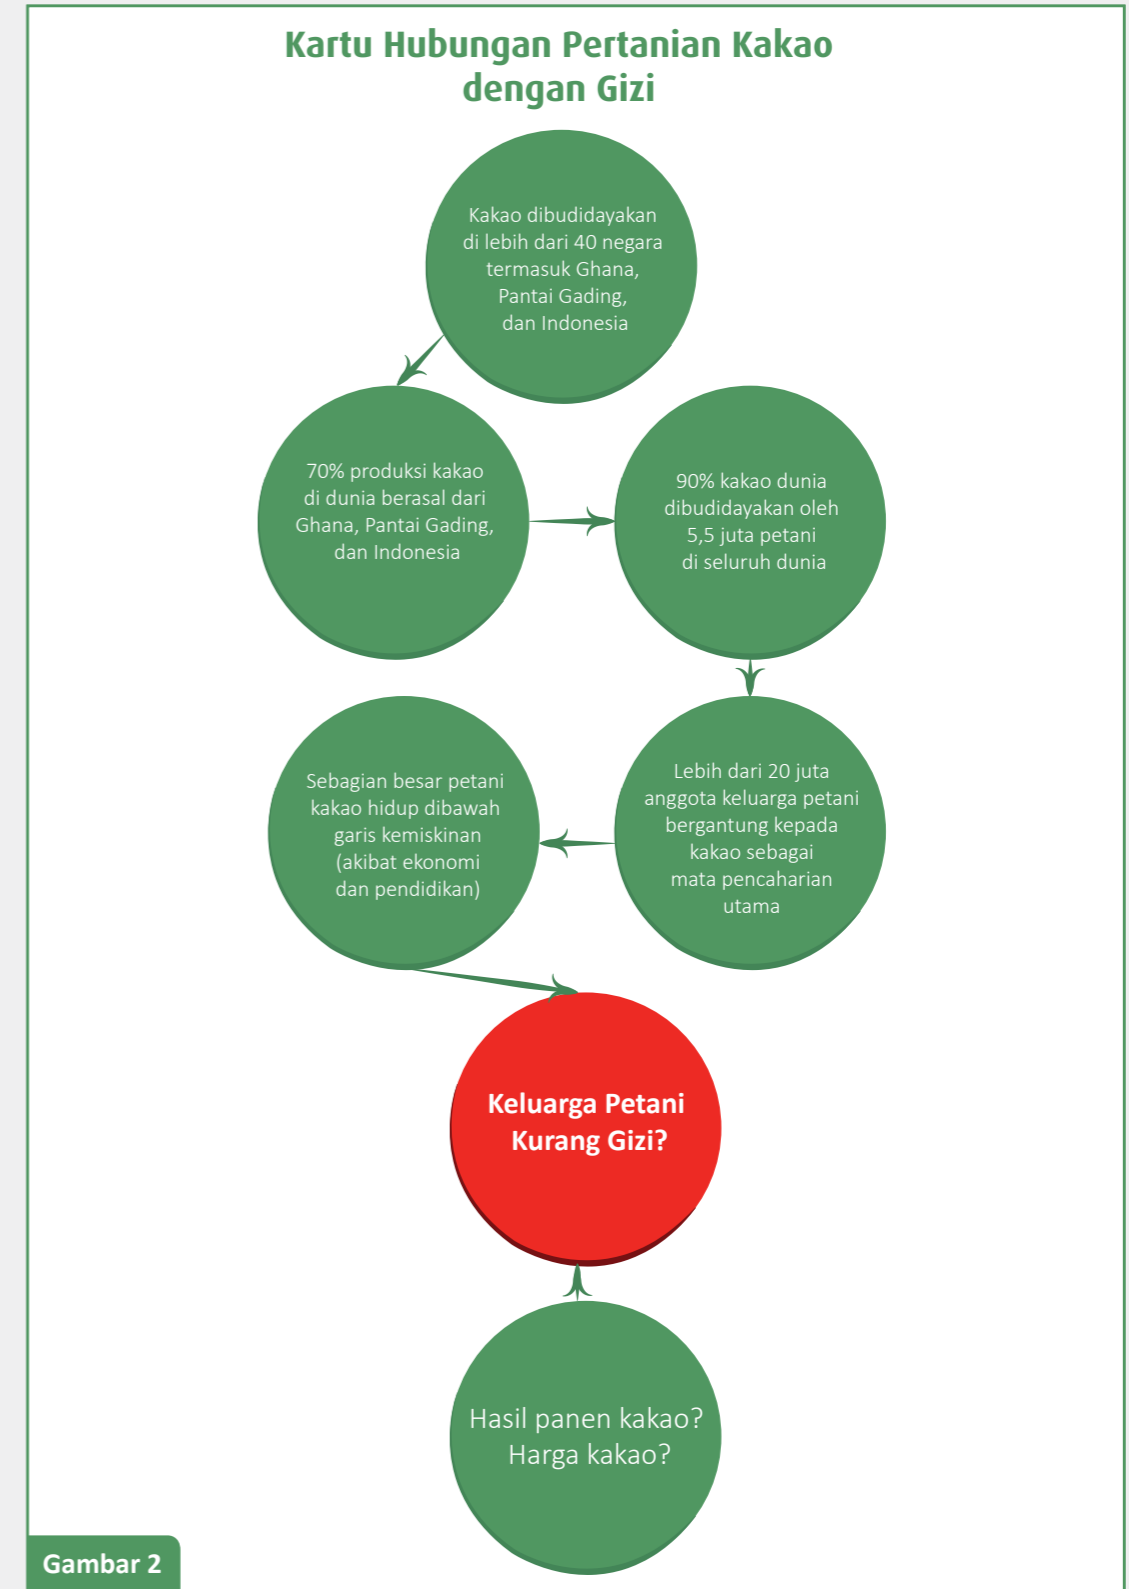 Kartu Hubungan Pertanian Kakao
dengan Gizi
Kakao dibudidayakan
di lebih dari 40 negara
termasuk Ghana,
Pantai Gading,
dan Indonesia
70% produksi kakao
di dunia berasal dari
Ghana, Pantai Gading,
dan Indonesia
90% kakao dunia
dibudidayakan oleh
5,5 juta petani
di seluruh dunia
Lebih dari 20 juta
anggota keluarga petani
bergantung kepada
kakao sebagai
mata pencaharian
utama
Sebagian besar petani
kakao hidup dibawah
garis kemiskinan
(akibat ekonomi
dan pendidikan)
Keluarga Petani
Kurang Gizi?
Hasil panen kakao?
Harga kakao?
Gambar 2